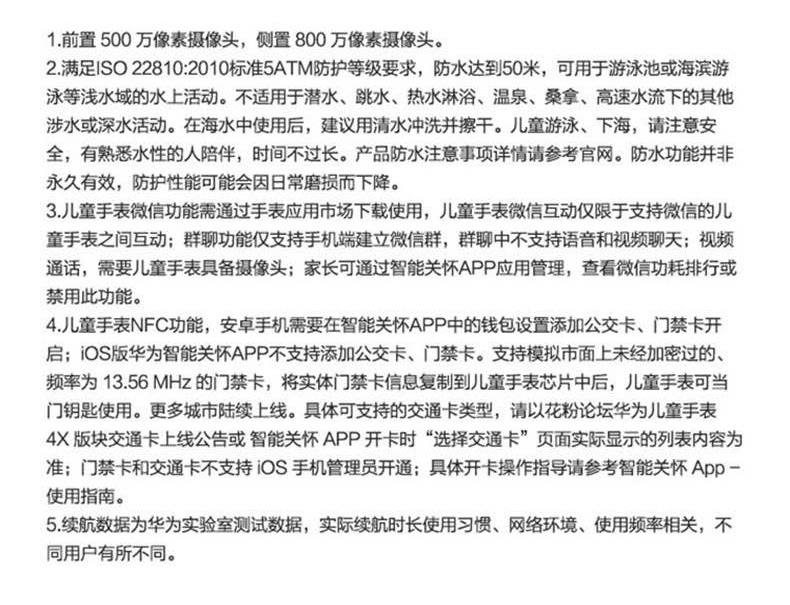 1.前置 500 万像素摄像头，侧置 800 万像素摄像头。
2.满足ISO 22810:2010标准5ATM防护等级要求，防水达到50米，可用于游泳池或海滨游
泳等浅水域的水上活动。不适用于潜水、跳水、热水淋浴、温泉、桑拿、高速水流下的其他
涉水或深水活动。在海水中使用后，建议用清水冲洗并擦干。儿童游泳、下海，请注意安
全，有熟悉水性的人陪伴，时间不过长。产品防水注意事项详情请参考官网。防水功能并非
永久有效，防护性能可能会因日常磨损而下降。
3.儿童手表微信功能需通过手表应用市场下载使用，儿童手表微信互动仅限于支持微信的儿
童手表之间互动；群聊功能仅支持手机端建立微信群，群聊中不支持语音和视频聊天；视频
通话，需要儿童手表具备摄像头；家长可通过智能关怀APP应用管理，查看微信功耗排行或
禁用此功能。
4.儿童手表NFC功能，安卓手机需要在智能关怀APP中的钱包设置添加公交卡、门禁卡开
启；iOS版华为智能关怀APP不支持添加公交卡、门禁卡。支持模拟市面上未经加密过的、
频率为 13.56 MHz 的门禁卡，将实体门禁卡信息复制到儿童手表芯片中后，儿童手表可当
门钥匙使用。更多城市陆续上线。具体可支持的交通卡类型，请以花粉论坛华为儿童手表
4X 版块交通卡上线公告或 智能关怀 APP 开卡时“选择交通卡”页面实际显示的列表内容为
准；门禁卡和交通卡不支持 iOS 手机管理员开通；具体开卡操作指导请参考智能关怀 App –
使用指南。
5.续航数据为华为实验室测试数据，实际续航时长使用习惯、网络环境、使用频率相关，不
同用户有所不同。